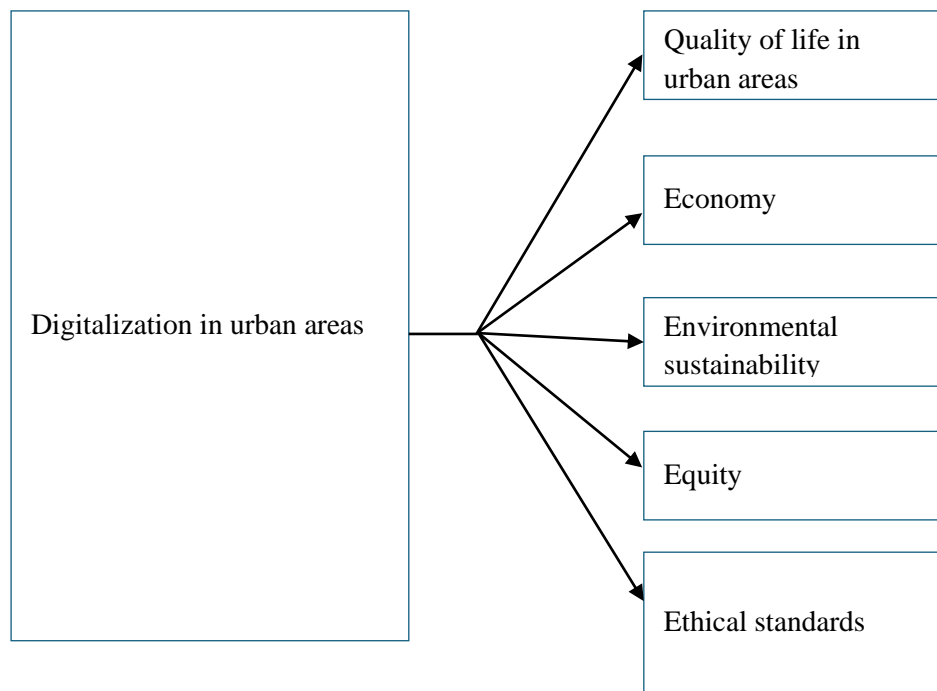 Digitalization in urban areas
Quality of life in
urban areas
Economy
Environmental
sustainability
Equity
Ethical standards